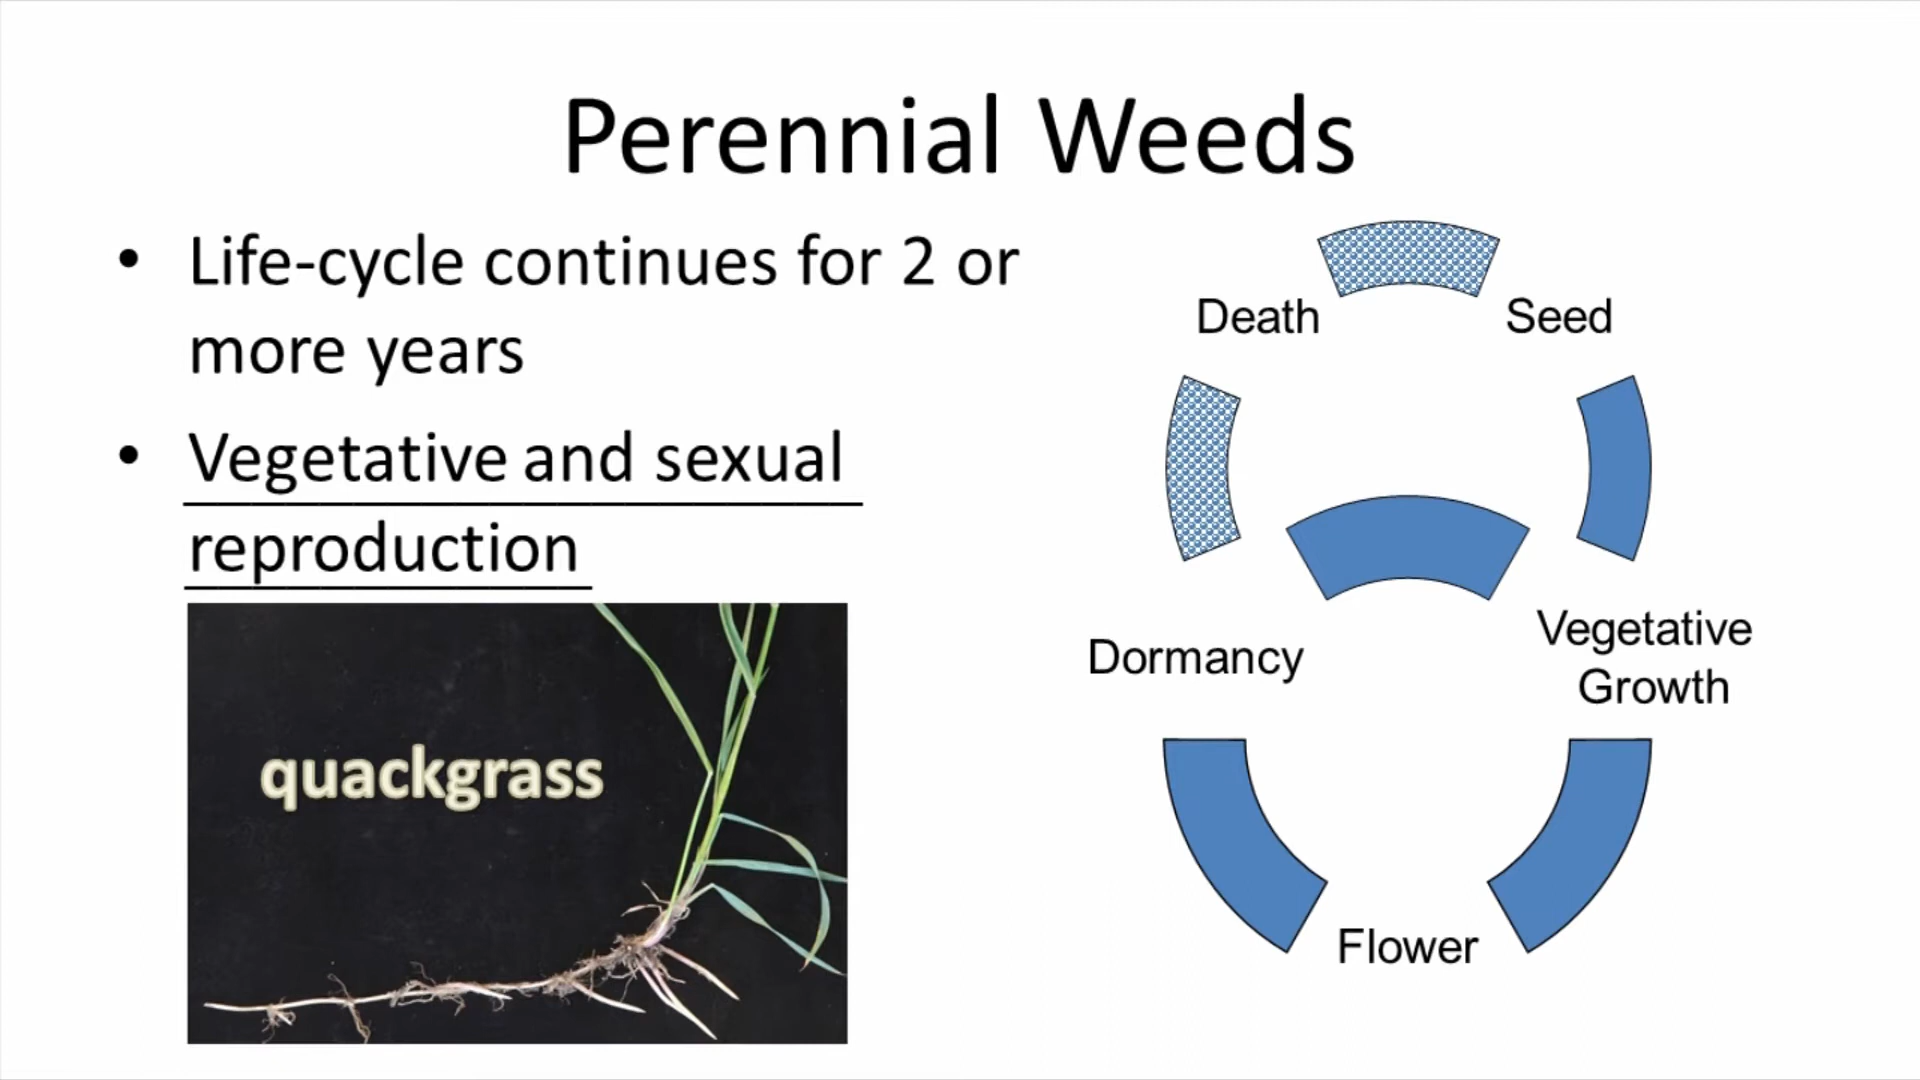 Perennial Weeds
• Life-cycle continues for 2 or
more years
• Vegetative and sexual
reproduction
quackgrass
Death
Seed
Dormancy
Vegetative
Growth
Flower